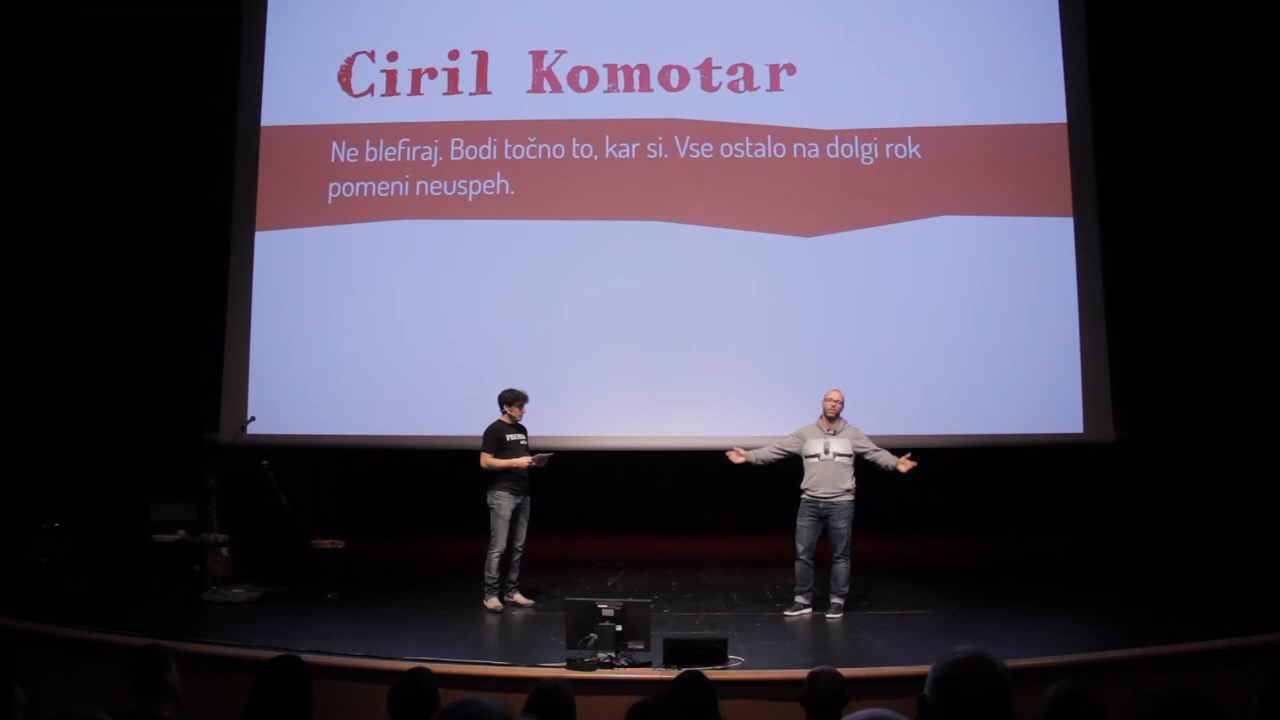 Ciril Komotar
Ne blefiraj. Bodi točno to, kar si. Vse ostalo na dolgi rok
pomeni neuspeh.